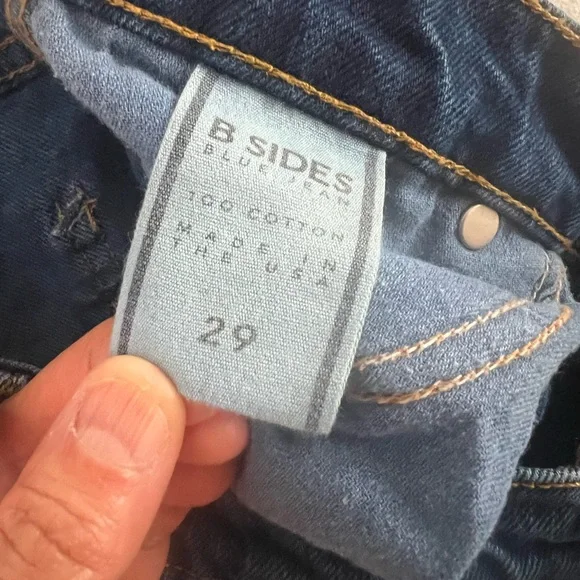 B SIDES
BLUE JEAN
100 COTTON
MADE IN
THE USA
29